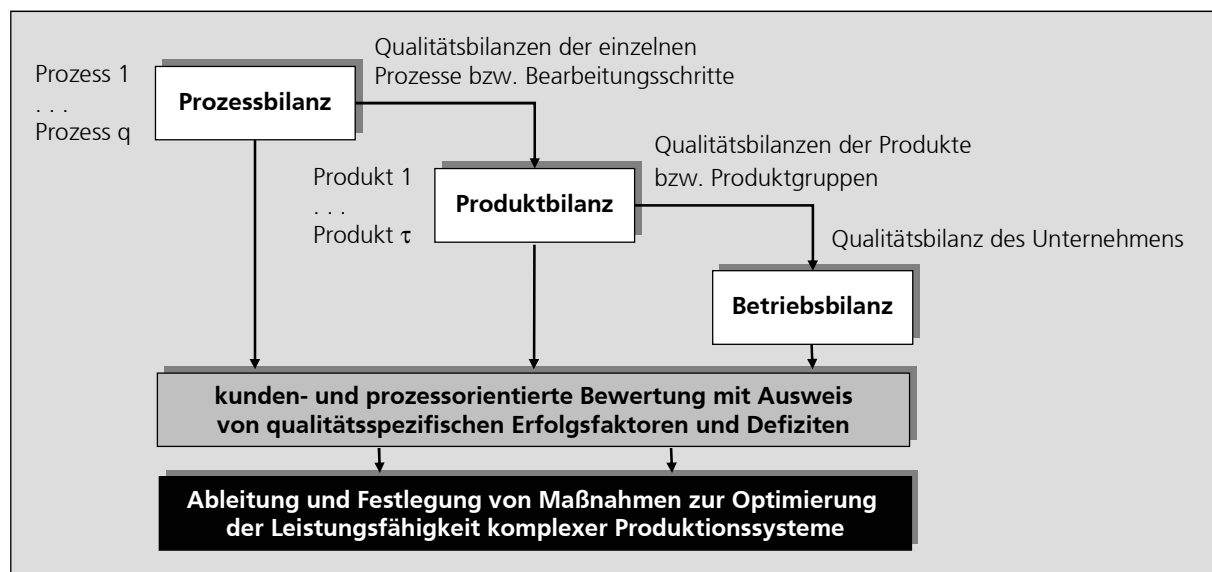 Qualitätsbilanzen der einzelnen
Prozesse bzw. Bearbeitungsschritte
Prozess 1
. . .
Prozess q
Prozessbilanz
Qualitätsbilanzen der Produkte
bzw. Produktgruppen
Produkt 1
. . .
Produkt τ
Produktbilanz
Qualitätsbilanz des Unternehmens
Betriebsbilanz
kunden- und prozessorientierte Bewertung mit Ausweis
von qualitätsspezifischen Erfolgsfaktoren und Defiziten
Ableitung und Festlegung von Maßnahmen zur Optimierung
der Leistungsfähigkeit komplexer Produktionssysteme